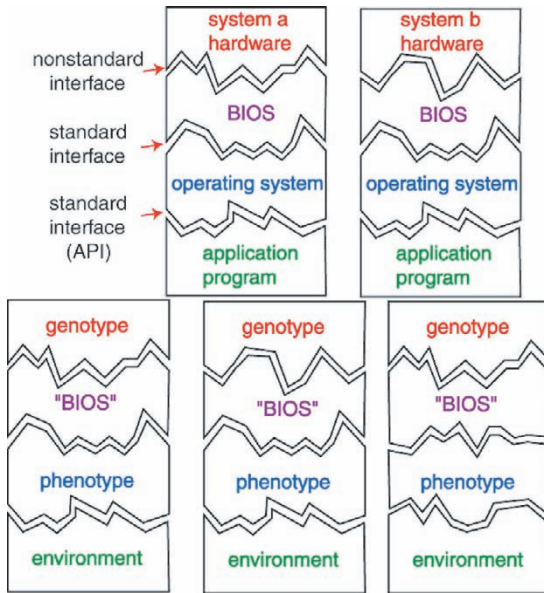 system a
hardware
system b
hardware
nonstandard
interface
BIOS
BIOS
standard
interface
operating system
operating system
standard
interface
(API)
application
program
application
program
genotype
genotype
genotype
"BIOS"
"BIOS"
"BIOS"
phenotype
phenotype
phenotype
environment
environment
environment